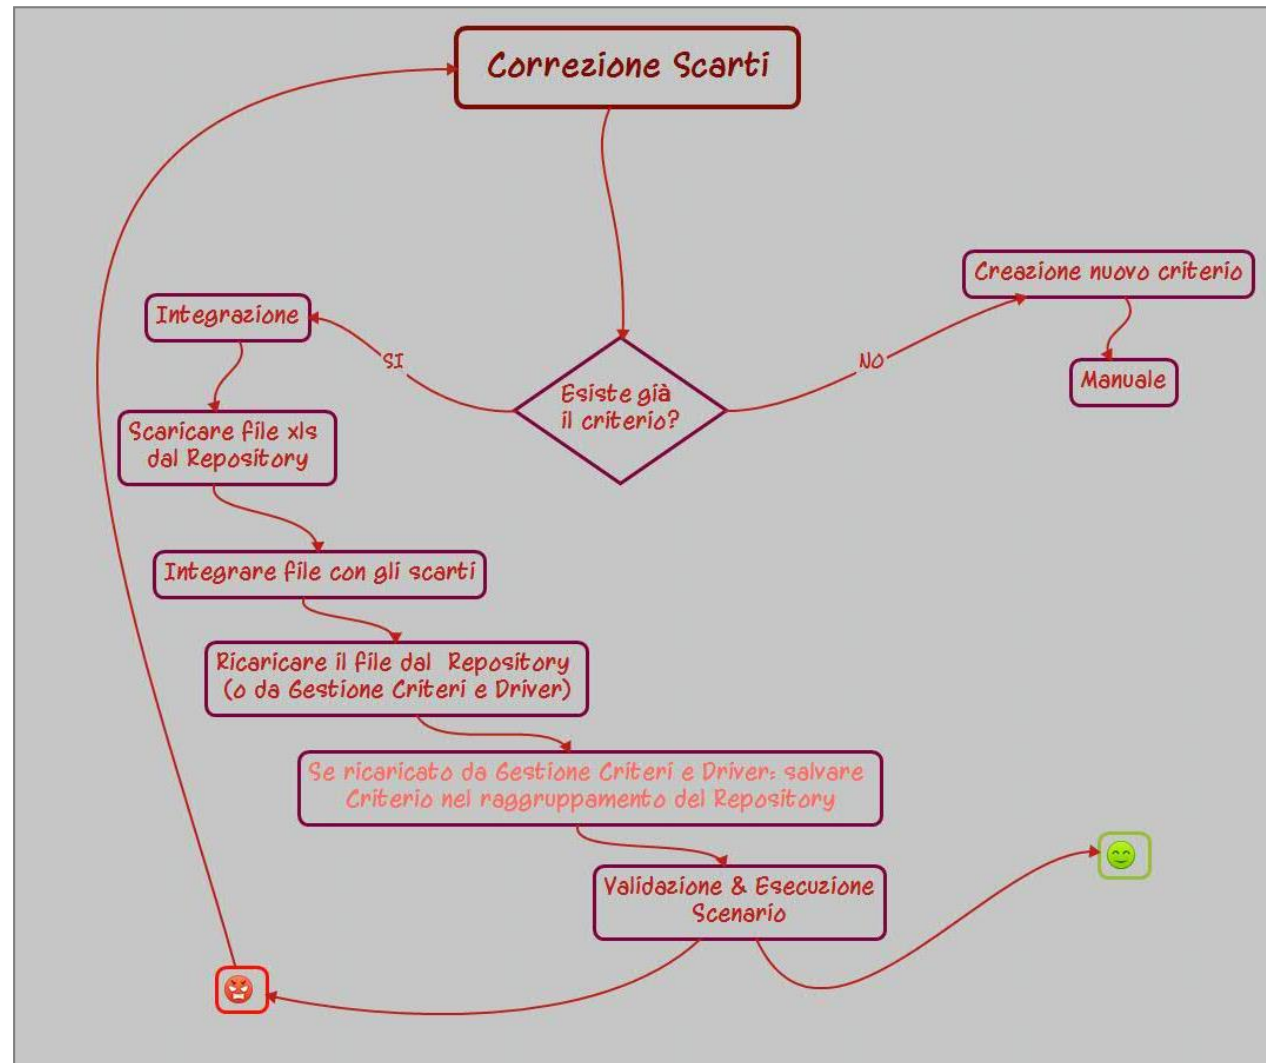 Correzione Scarti
Creazione nuovo criterio
Manuale
Integrazione
SI
NO
Esiste già
il criterio?
Scaricare file xls
dal Repository
Integrare file con gli scarti
Ricaricare il file dal Repository
(o da Gestione Criteri e Driver)
Se ricaricato da Gestione Criteri e Driver: salvare
Criterio nel raggruppamento del Repository
Validazione & Esecuzione
Scenario